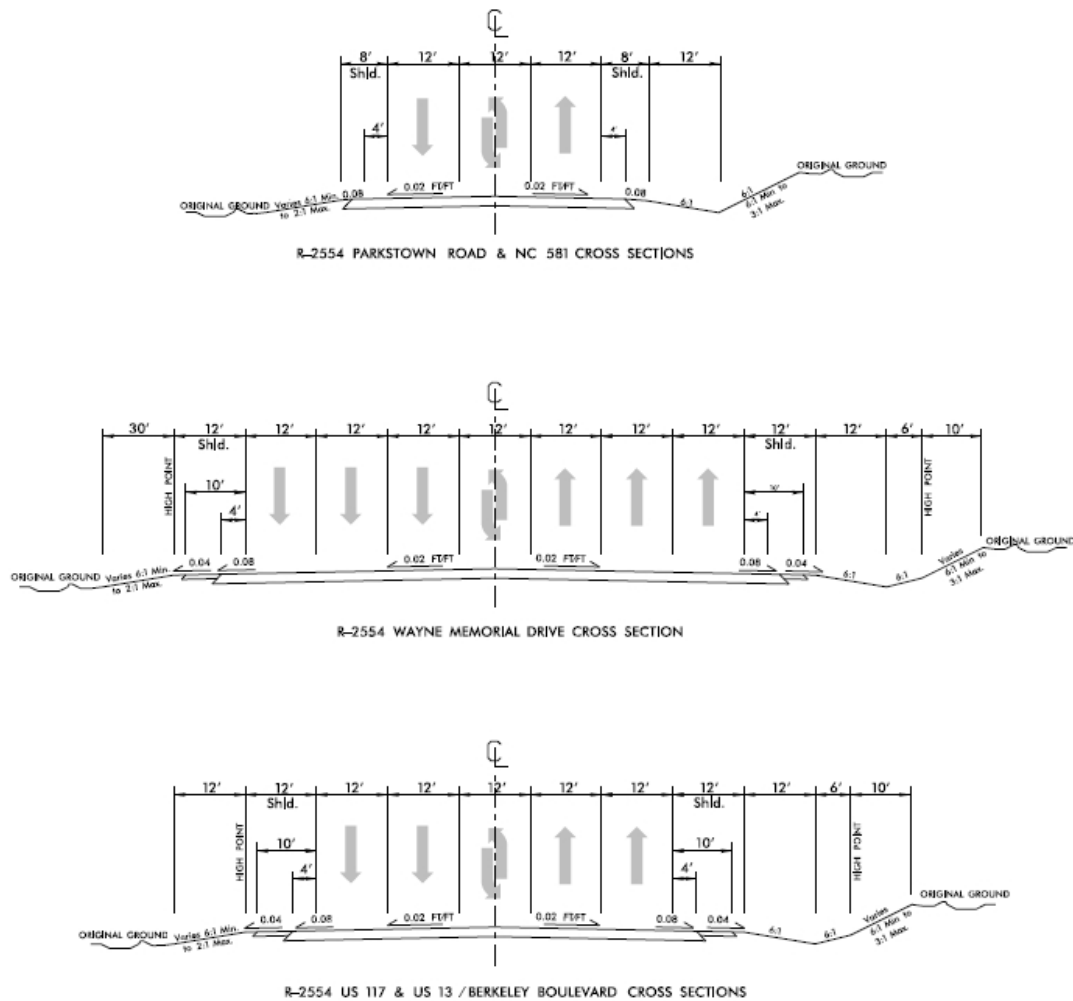 CL
8' 12' 12' 12' 8' 12'
Shld. Shld.
4' 4'
ORIGINAL GROUND
ORIGINAL GROUND Varies 6:1 Min. to 2:1 Max. 0.08 0.02 FT/FT 0.02 FT/FT 0.08 6:1 6:1 6:1 Min to 3:1 Max.
R-2554 PARKSTOWN ROAD & NC 581 CROSS SECTIONS
CL
30' 12' 12' 12' 12' 12' 12' 12' 12' 12' 12' 6' 10'
Shld. Shld.
HIGH POINT HIGH POINT
10' 10'
4' 4'
ORIGINAL GROUND
ORIGINAL GROUND Varies 6:1 Min. to 2:1 Max. 0.04 0.08 0.02 FT/FT 0.02 FT/FT 0.08 0.04 6:1 6:1 Varies 6:1 Min to 3:1 Max.
R-2554 WAYNE MEMORIAL DRIVE CROSS SECTION
CL
12' 12' 12' 12' 12' 12' 12' 12' 12' 6' 10'
Shld. Shld.
HIGH POINT HIGH POINT
10' 10'
4' 4'
ORIGINAL GROUND
ORIGINAL GROUND Varies 6:1 Min. to 2:1 Max. 0.04 0.08 0.02 FT/FT 0.02 FT/FT 0.08 0.04 6:1 6:1 Varies 6:1 Min to 3:1 Max.
R-2554 US 117 & US 13 / BERKELEY BOULEVARD CROSS SECTIONS